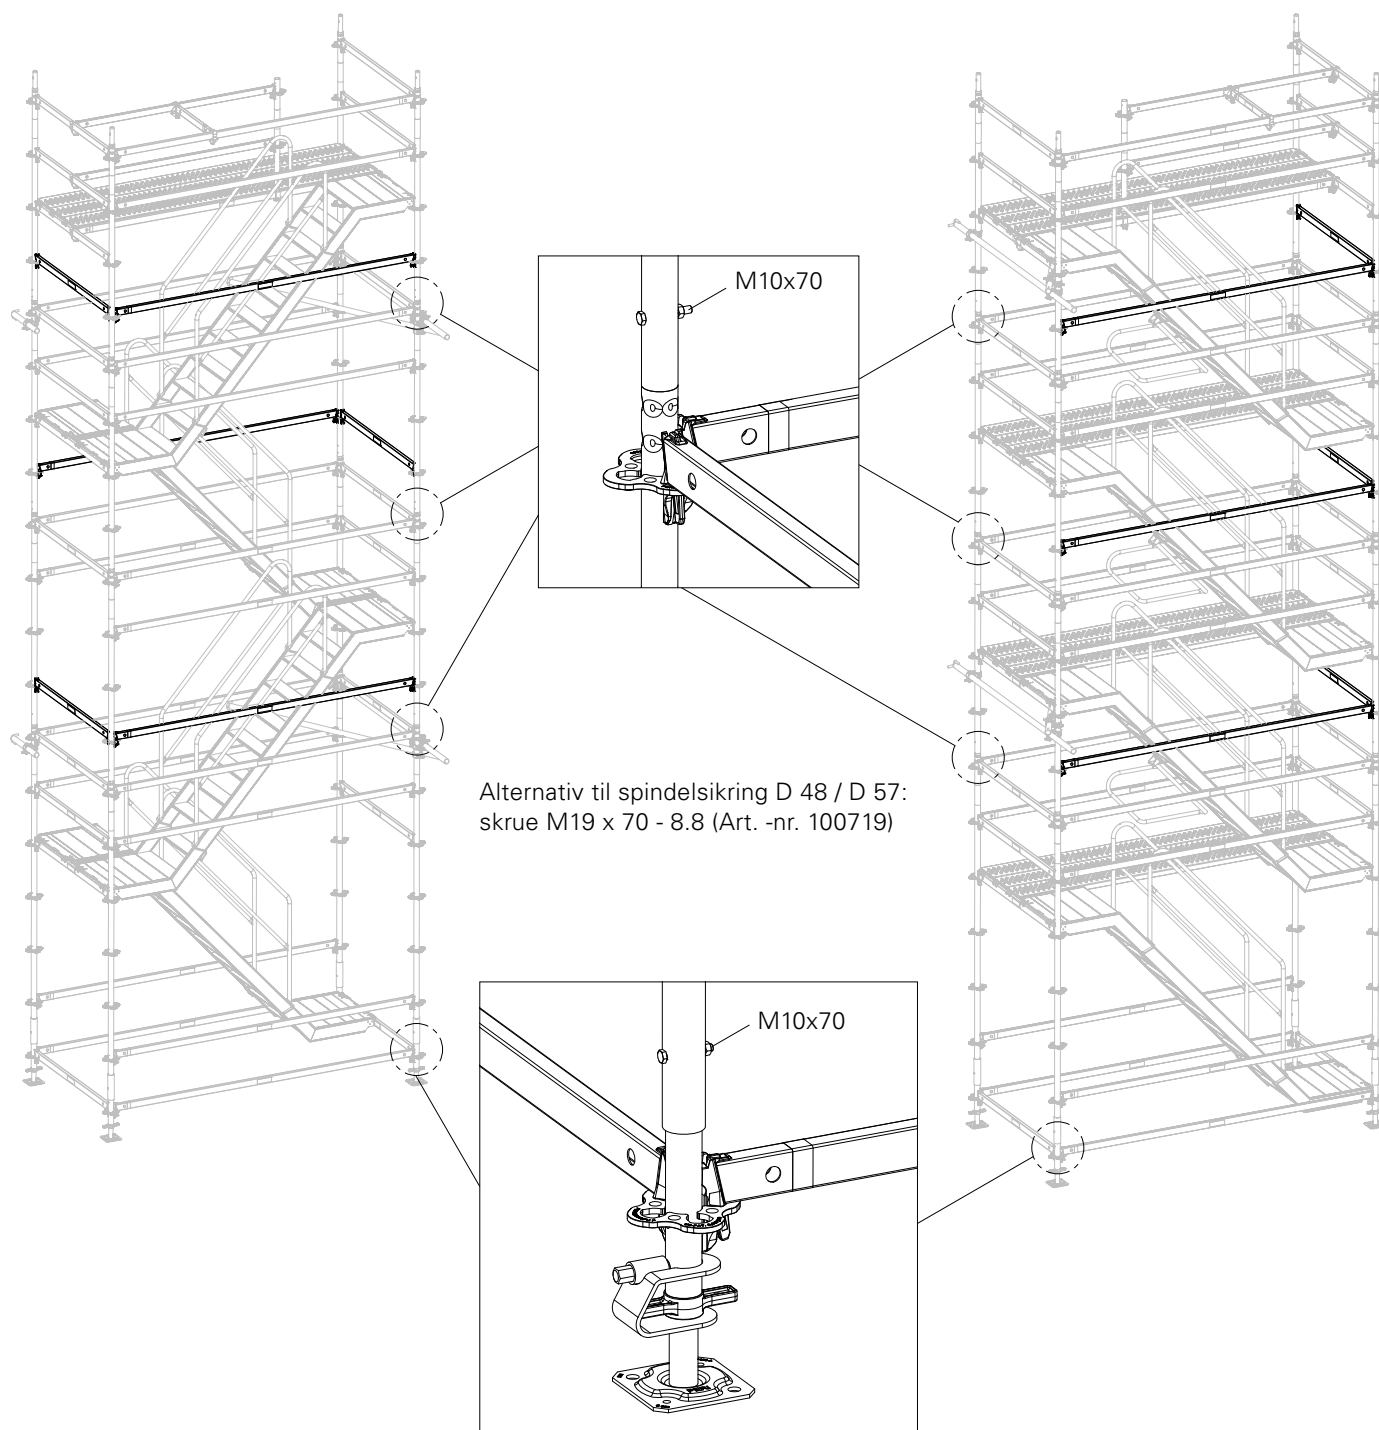 M10x70
Alternativ til spindelsikring D 48 / D 57:
skrue M19 x 70 - 8.8 (Art. -nr. 100719)
M10x70